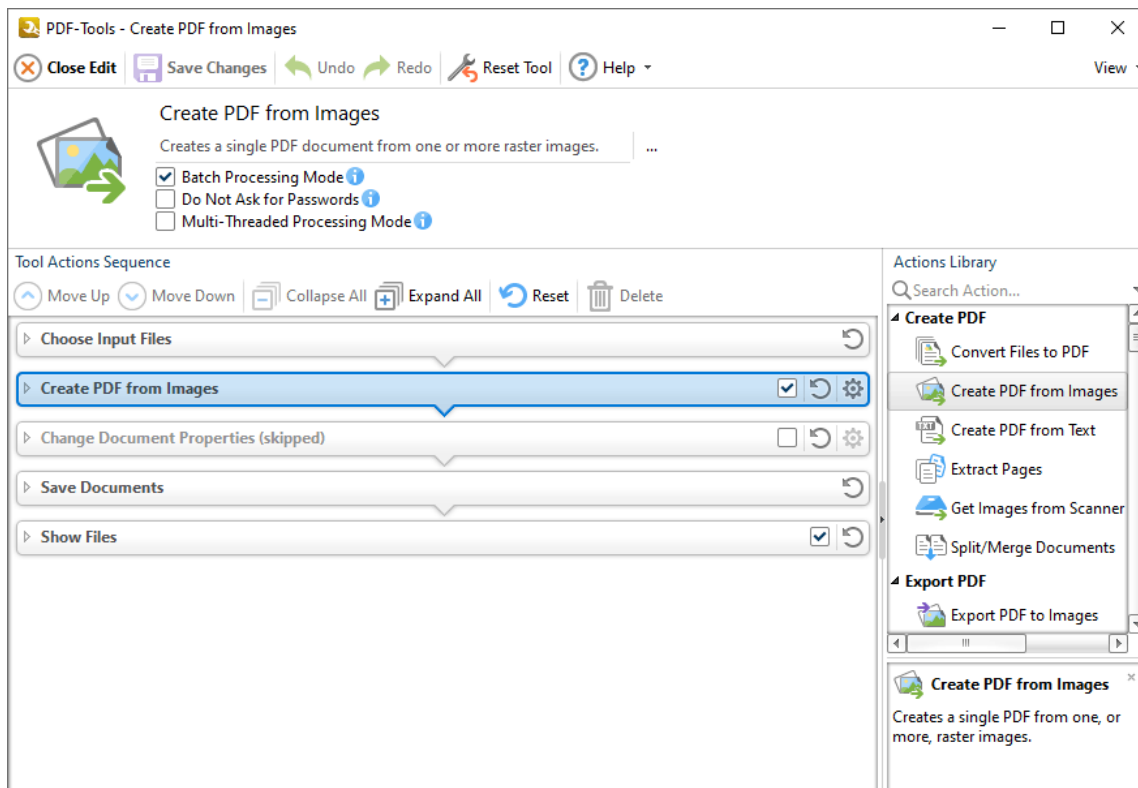 PDF-Tools - Create PDF from Images
Close Edit Save Changes Undo Redo Reset Tool Help View
Create PDF from Images
Creates a single PDF document from one or more raster images. ...
Batch Processing Mode
Do Not Ask for Passwords
Multi-Threaded Processing Mode
Tool Actions Sequence
Move Up Move Down Collapse All Expand All Reset Delete
Choose Input Files
Create PDF from Images
Change Document Properties (skipped)
Save Documents
Show Files
Actions Library
Search Action...
Create PDF
Convert Files to PDF
Create PDF from Images
TXT Create PDF from Text
Extract Pages
Get Images from Scanner
Split/Merge Documents
Export PDF
Export PDF to Images
Create PDF from Images
Creates a single PDF from one, or
more, raster images.